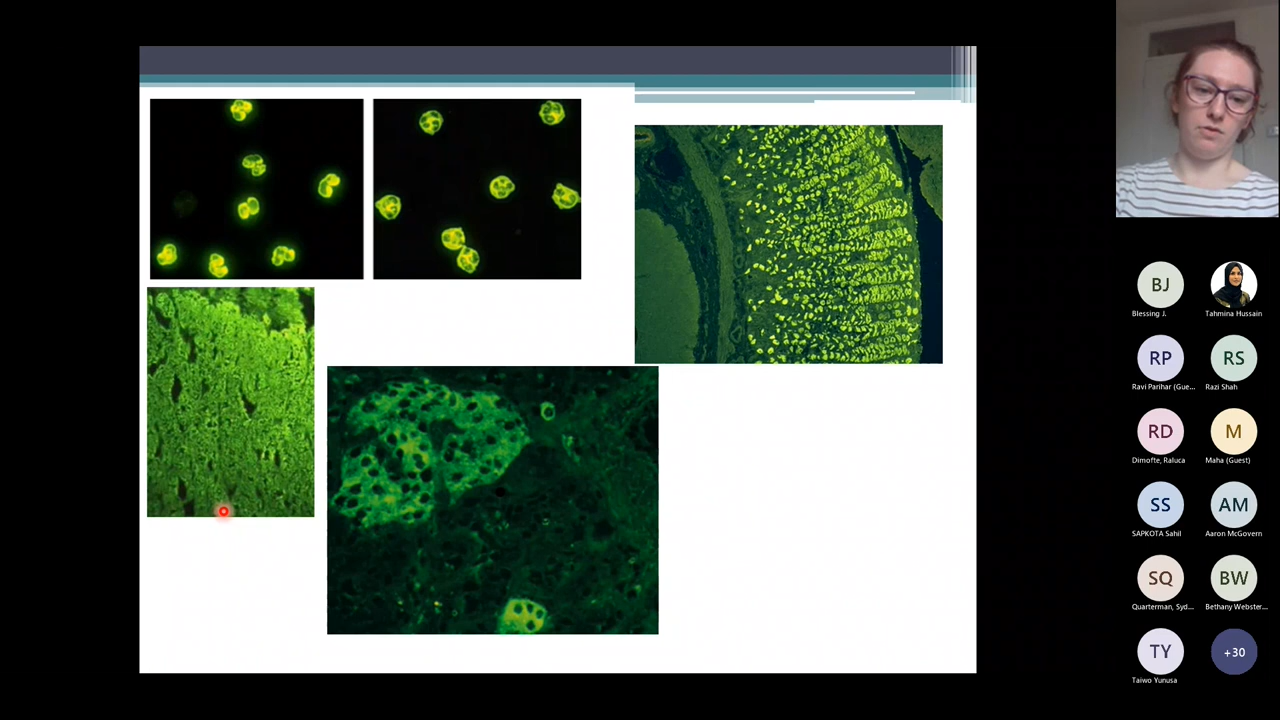 BJ
Blessing J.
Tahmina Hussain
RP
Ravi Parihar (Gue...
RS
Razi Shah
RD
Dimofte, Raluca
M
Maha (Guest)
SS
SAPKOTA Sahil
AM
Aaron McGovern
SQ
Quarterman, Syd...
BW
Bethany Webster...
TY
Taiwo Yunusa
+30